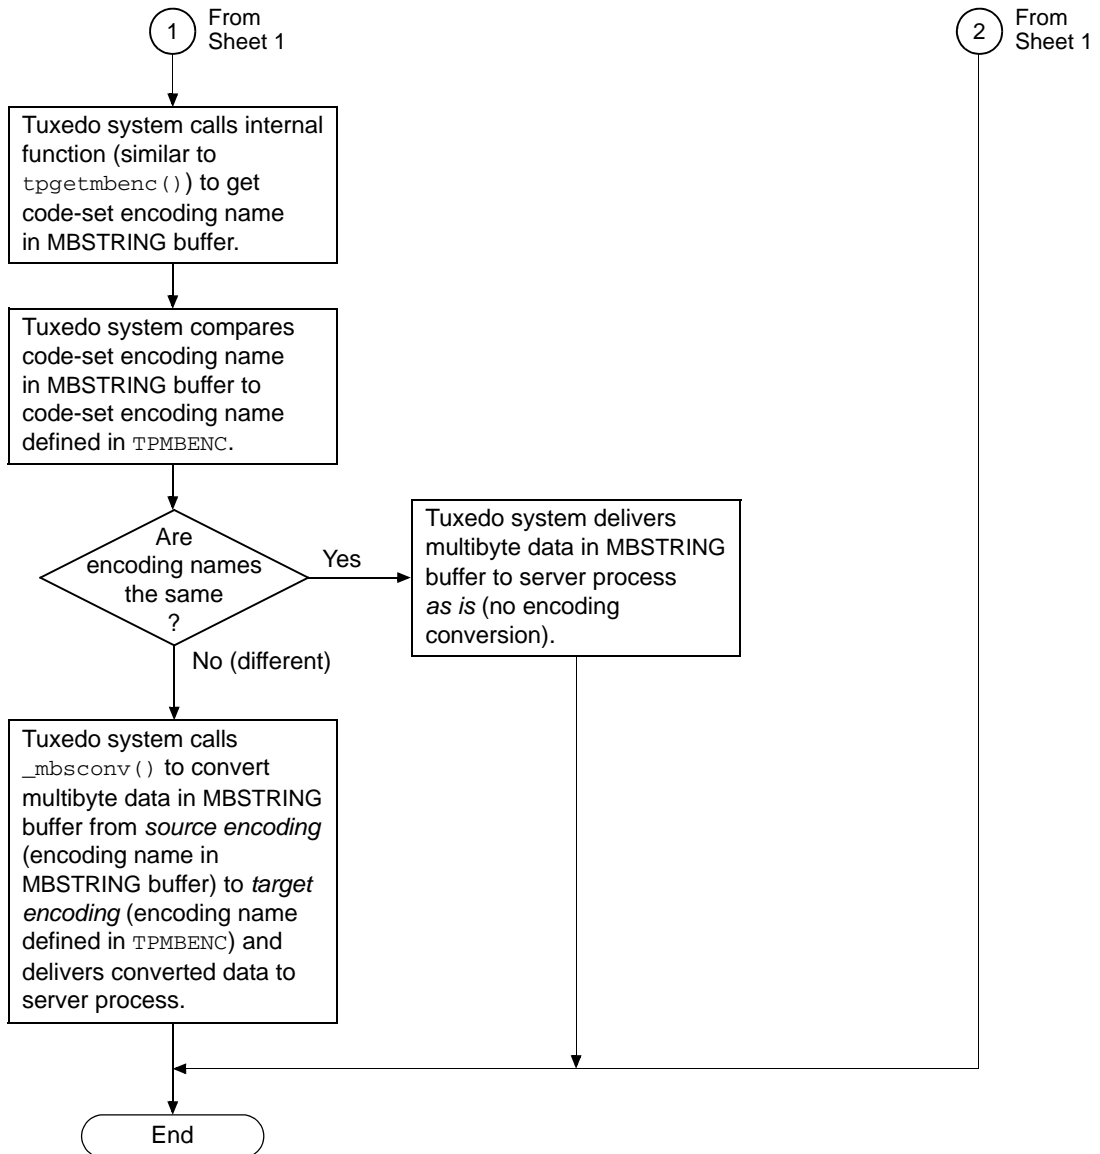 1
From
Sheet 1
2
From
Sheet 1
Tuxedo system calls internal
function (similar to
tpgetmbenc()) to get
code-set encoding name
in MBSTRING buffer.
Tuxedo system compares
code-set encoding name
in MBSTRING buffer to
code-set encoding name
defined in TPMBENC.
Are
encoding names
the same
?
Yes
Tuxedo system delivers
multibyte data in MBSTRING
buffer to server process
as is (no encoding
conversion).
No (different)
Tuxedo system calls
_mbsconv() to convert
multibyte data in MBSTRING
buffer from source encoding
(encoding name in
MBSTRING buffer) to target
encoding (encoding name
defined in TPMBENC) and
delivers converted data to
server process.
End